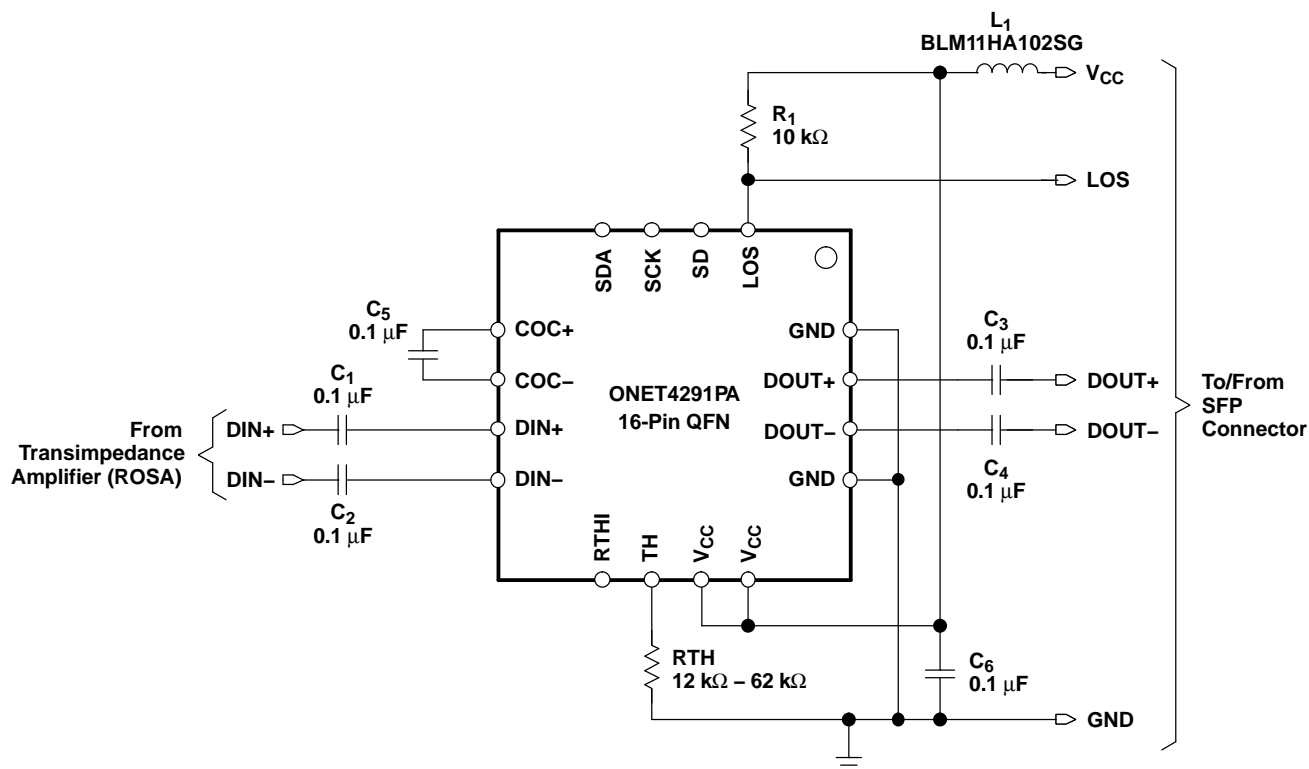 L1
BLM11HA102SG
VCC
R1
10 kΩ
LOS
SDA
SCK
SD
LOS
C5
0.1 μF
COC+
GND
C3
0.1 μF
COC–
DOUT+
DOUT+
ONET4291PA
16-Pin QFN
C1
0.1 μF
To/From
SFP
Connector
From
Transimpedance
Amplifier (ROSA)
DIN+
DIN+
DOUT–
DOUT–
DIN–
DIN–
GND
C4
0.1 μF
C2
0.1 μF
RTHI
TH
VCC
VCC
RTH
12 kΩ – 62 kΩ
C6
0.1 μF
GND